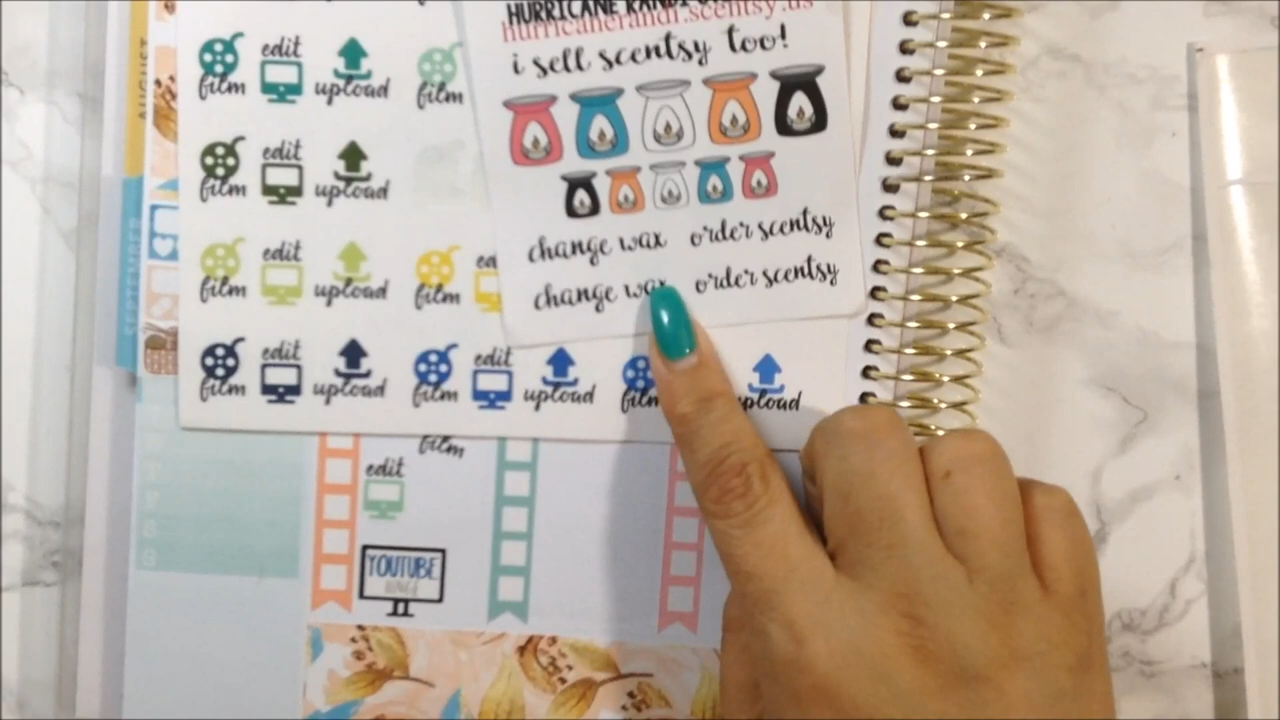 HURRICANE RANDI
hurricanerandi.scentsy.us
i sell scentsy too!
change wax order scentsy
change wax order scentsy
AUGUST
SEPTEMBER
film edit upload film
film edit upload
film edit upload film
film edit upload film edit upload film upload
film
edit
YOUTUBE
BINGE